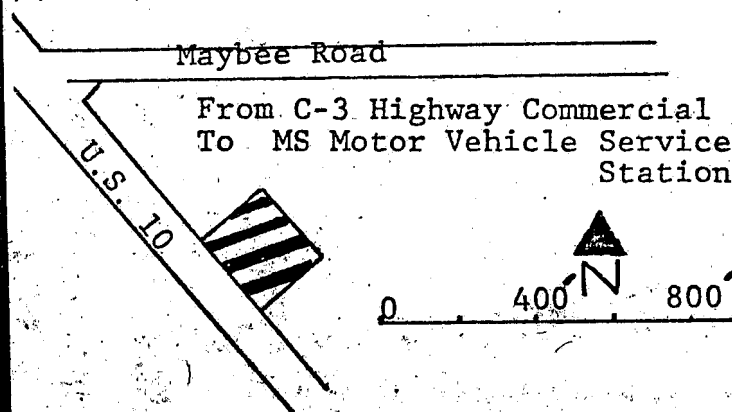 Maybee Road
From C-3 Highway Commercial
To MS Motor Vehicle Service
Station
U.S. 10
N
0 400' 800'